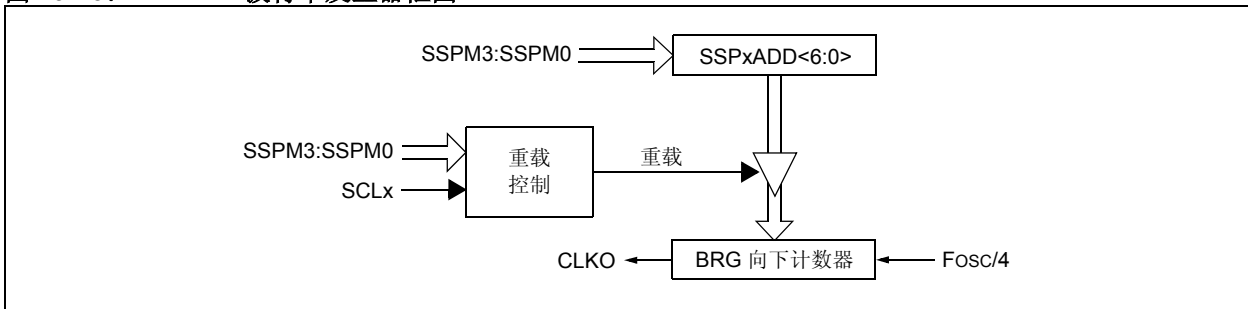 SSPM3:SSPM0
SSPxADD<6:0>
SSPM3:SSPM0
SCLx
重载
控制
重载
CLKO
BRG 向下计数器
Fosc/4